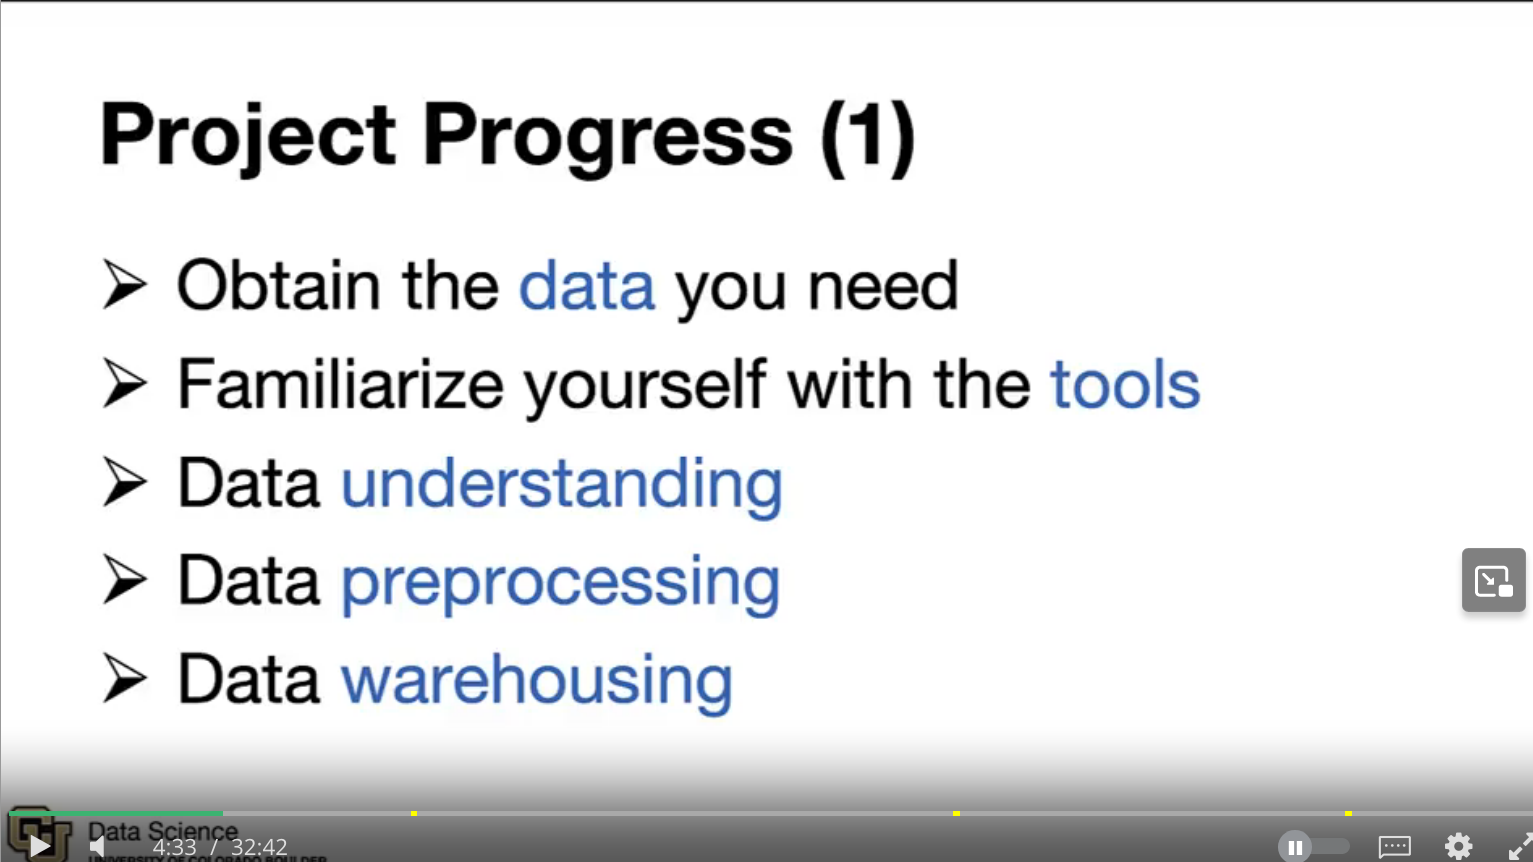 Project Progress (1)
➢ Obtain the data you need
➢ Familiarize yourself with the tools
➢ Data understanding
➢ Data preprocessing
➢ Data warehousing
Data Science
UNIVERSITY OF COLORADO BOULDER
4:33 / 32:42